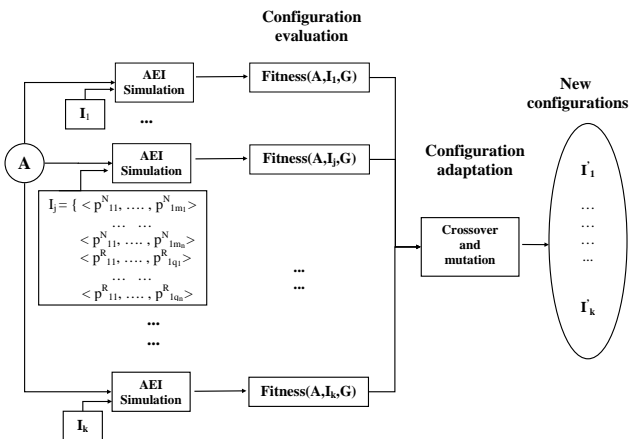 Configuration
evaluation
AEI
Simulation
Fitness(A,I1,G)
I1
...
New
configurations
A
AEI
Simulation
Fitness(A,Ij,G)
Configuration
adaptation
I'1
Ij = { < pN11, …. , pR1m1>
… …
< pN11, …. , pN1mn>
< pR11, …. , pR1q1>
… …
< pR11, …. , pR1qn>
...
...
...
...
Crossover
and
mutation
…
…
…
...
I'k
AEI
Simulation
Fitness(A,Ik,G)
Ik